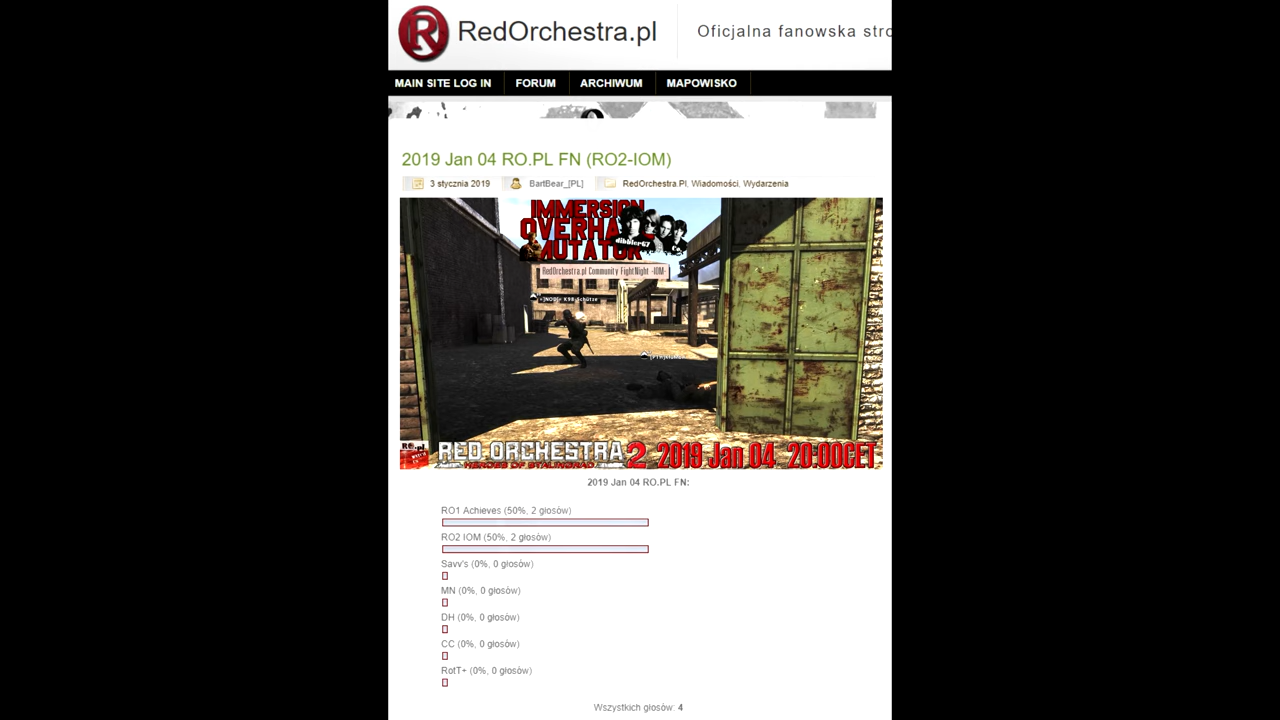 R RedOrchestra.pl Oficjalna fanowska stro
MAIN SITE LOG IN FORUM ARCHIWUM MAPOWISKO
2019 Jan 04 RO.PL FN (RO2-IOM)
3 stycznia 2019 BartBear_[PL] RedOrchestra.Pl, Wiadomości, Wydarzenia
IMMERSION
OVERHA
MUTATOR
dibbler67
RedOrchestra.pl Community FightNight -IOM-
RO.pl
RED ORCHESTRA 2
HEROES OF STALINGRAD
2019 Jan 04 20:00CET
2019 Jan 04 RO.PL FN:
RO1 Achieves (50%, 2 głosów)
RO2 IOM (50%, 2 głosów)
Savv's (0%, 0 głosów)
MN (0%, 0 głosów)
DH (0%, 0 głosów)
CC (0%, 0 głosów)
RotT+ (0%, 0 głosów)
Wszystkich głosów: 4